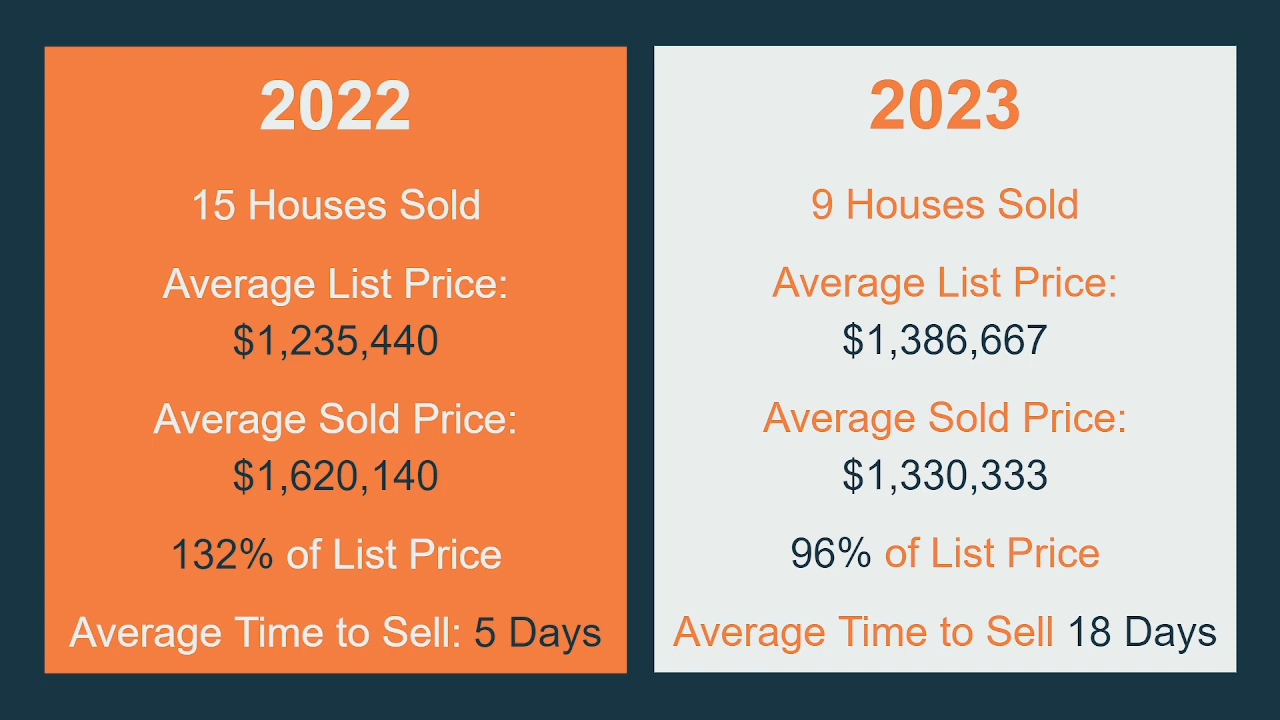 2022
15 Houses Sold
Average List Price:
$1,235,440
Average Sold Price:
$1,620,140
132% of List Price
Average Time to Sell: 5 Days
2023
9 Houses Sold
Average List Price:
$1,386,667
Average Sold Price:
$1,330,333
96% of List Price
Average Time to Sell 18 Days